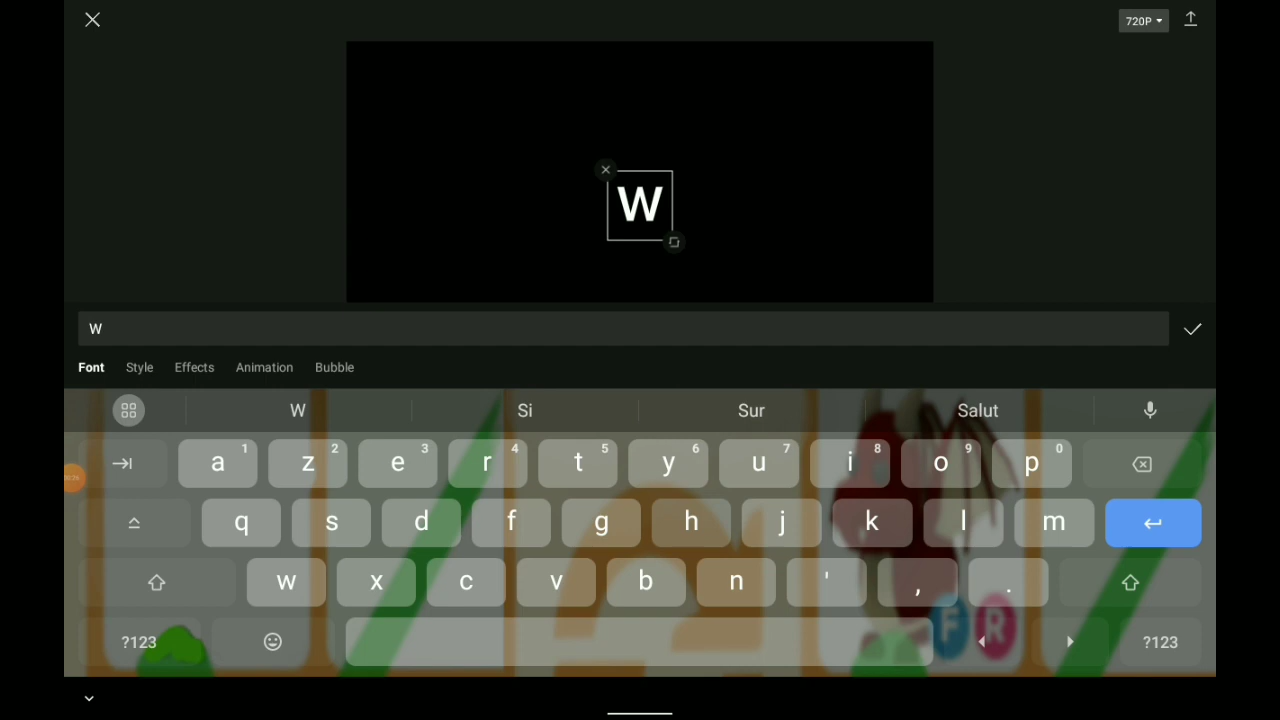 720P
W
W
Font Style Effects Animation Bubble
W Si Sur Salut
a 1 z 2 e 3 r 4 t 5 y 6 u 7 i 8 o 9 p 0
q s d f g h j k l m
w x c v b n ' , .
F R
?123 ?123